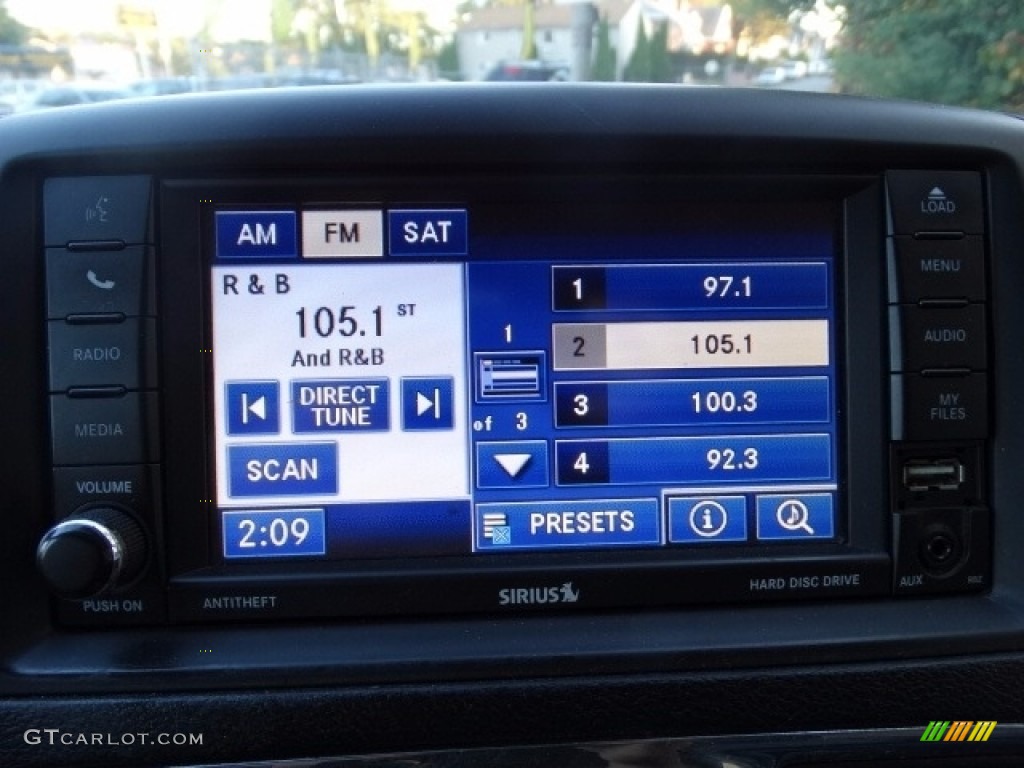 AM FM SAT
LOAD
MENU
R & B
105.1 ST
And R&B
1 97.1
2 105.1
3 100.3
4 92.3
1
of 3
RADIO
AUDIO
MEDIA
MY
FILES
DIRECT
TUNE
SCAN
VOLUME
2:09
PRESETS
PUSH ON
ANTITHEFT
SIRIUS
HARD DISC DRIVE
AUX
RBZ
GTCARLOT.COM